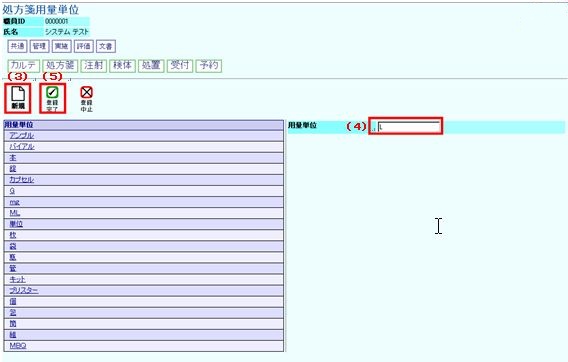 処方箋用量単位
職員ID 0000001
氏名 システム テスト
共通 管理 実施 評価 文書
カルテ 処方箋 注射 検体 処置 受付 予約
(3) (5)
新規 登録完了 登録中止
用量単位
アンプル
バイアル
本
錠
カプセル
G
mg
ML
単位
枚
袋
瓶
管
キット
ブリスター
個
包
筒
組
MBQ
用量単位 (4) L